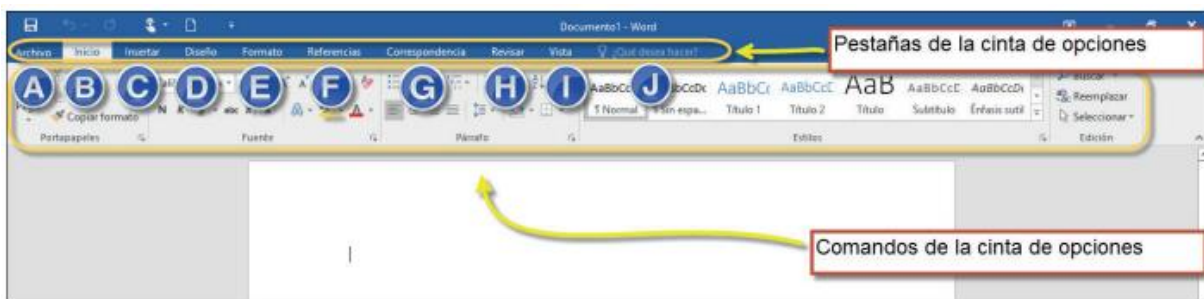 Documento1 - Word
Archivo Inicio Insertar Diseño Formato Referencias Correspondencia Revisar Vista ¿Qué desea hacer?
Pestañas de la cinta de opciones
A B C D E F G H I J
Copiar formato
N K abc
AaBbCc AaBbCcDc AaBbCc AaBbCcC AaB AaBbCcC AaBbCcDc
¶ Normal ¶ Sin espa... Título 1 Título 2 Título Subtítulo Énfasis sutil
Buscar
Reemplazar
Seleccionar
Portapapeles Fuente Párrafo Estilos Edición
Comandos de la cinta de opciones